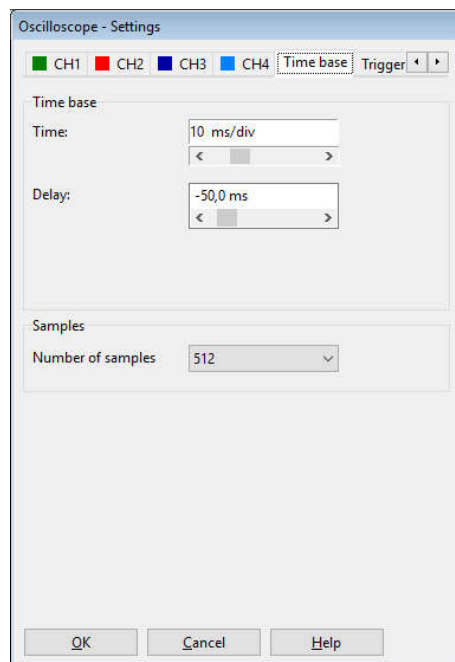 Oscilloscope - Settings
CH1 CH2 CH3 CH4 Time base Trigger
Time base
Time: 10 ms/div
Delay: -50,0 ms
Samples
Number of samples 512
OK Cancel Help